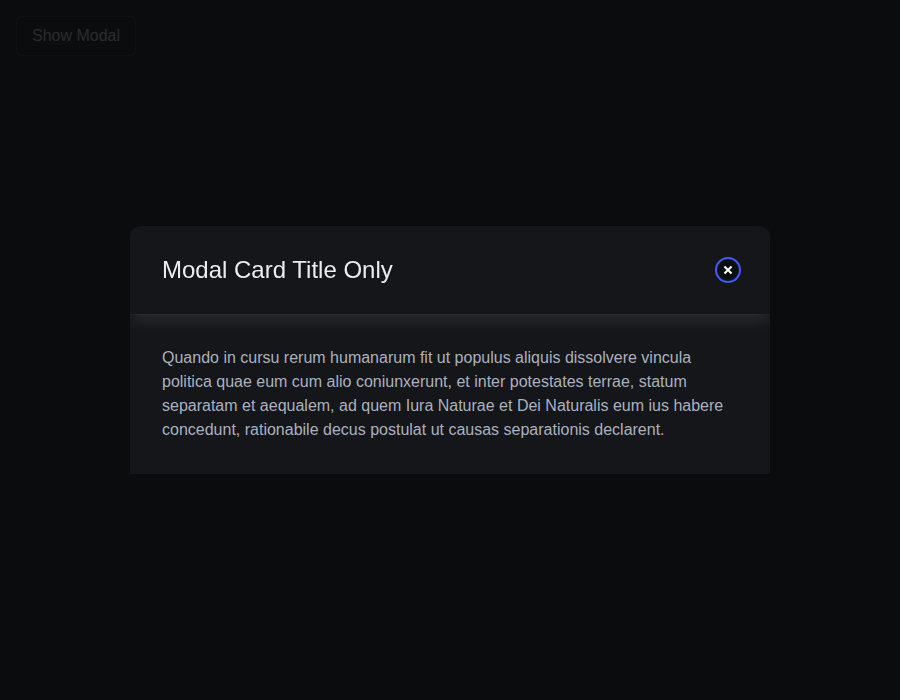 Show Modal
Modal Card Title Only
Quando in cursu rerum humanarum fit ut populus aliquis dissolvere vincula
politica quae eum cum alio coniunxerunt, et inter potestates terrae, statum
separatam et aequalem, ad quem Iura Naturae et Dei Naturalis eum ius habere
concedunt, rationabile decus postulat ut causas separationis declarent.